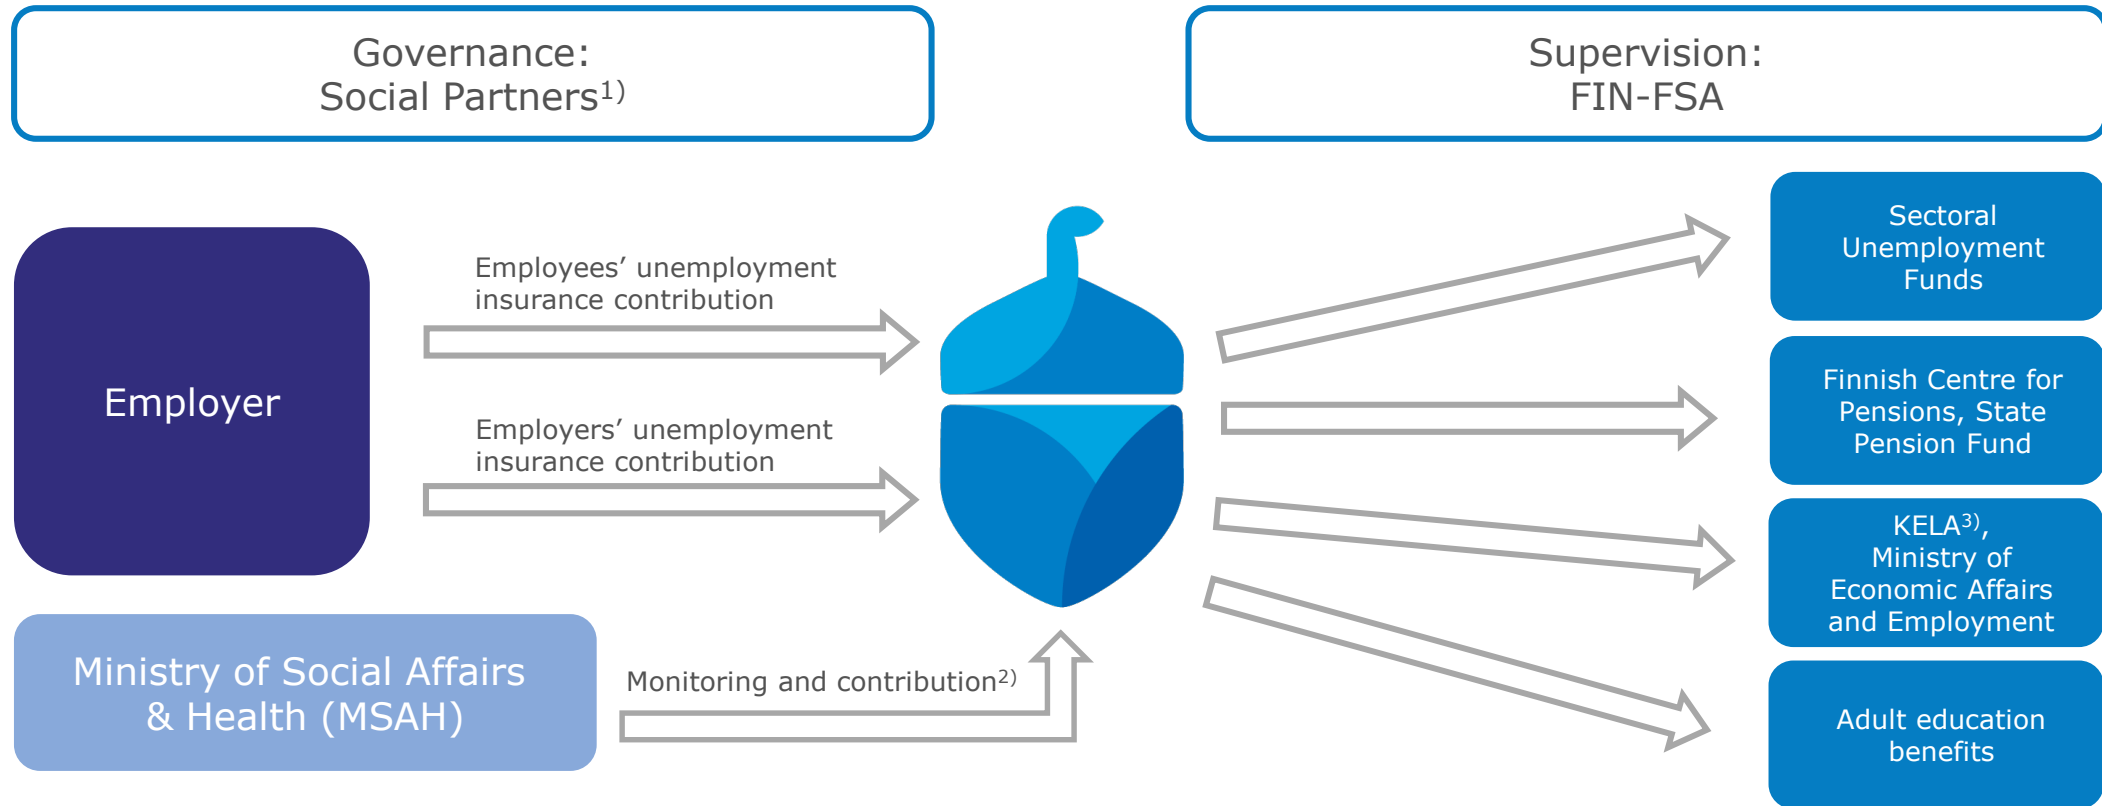 Governance:
Social Partners1)
Supervision:
FIN-FSA
Employer
Employees’ unemployment
insurance contribution
Employers’ unemployment
insurance contribution
Ministry of Social Affairs
& Health (MSAH)
Monitoring and contribution2)
Sectoral
Unemployment
Funds
Finnish Centre for
Pensions, State
Pension Fund
KELA3),
Ministry of
Economic Affairs
and Employment
Adult education
benefits